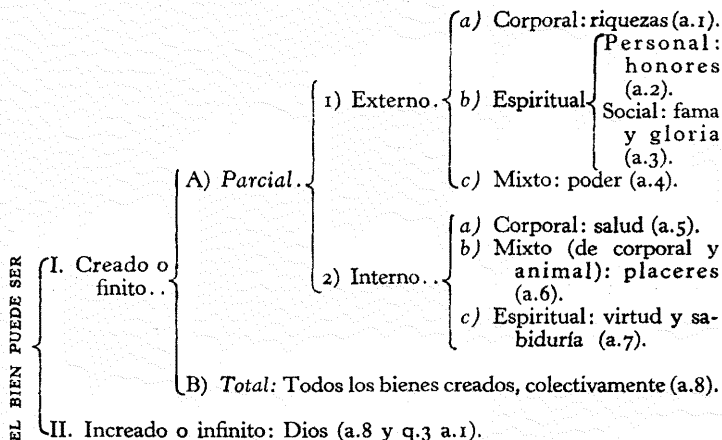 EL BIEN PUEDE SER
I. Creado o
finito..
A) Parcial.
1) Externo.
a) Corporal: riquezas (a.1).
b) Espiritual
Personal:
honores
(a.2).
Social: fama
y gloria
(a.3).
c) Mixto: poder (a.4).
2) Interno..
a) Corporal: salud (a.5).
b) Mixto (de corporal y
animal): placeres
(a.6).
c) Espiritual: virtud y sa-
biduría (a.7).
B) Total: Todos los bienes creados, colectivamente (a.8).
II. Increado o infinito: Dios (a.8 y q.3 a.1).